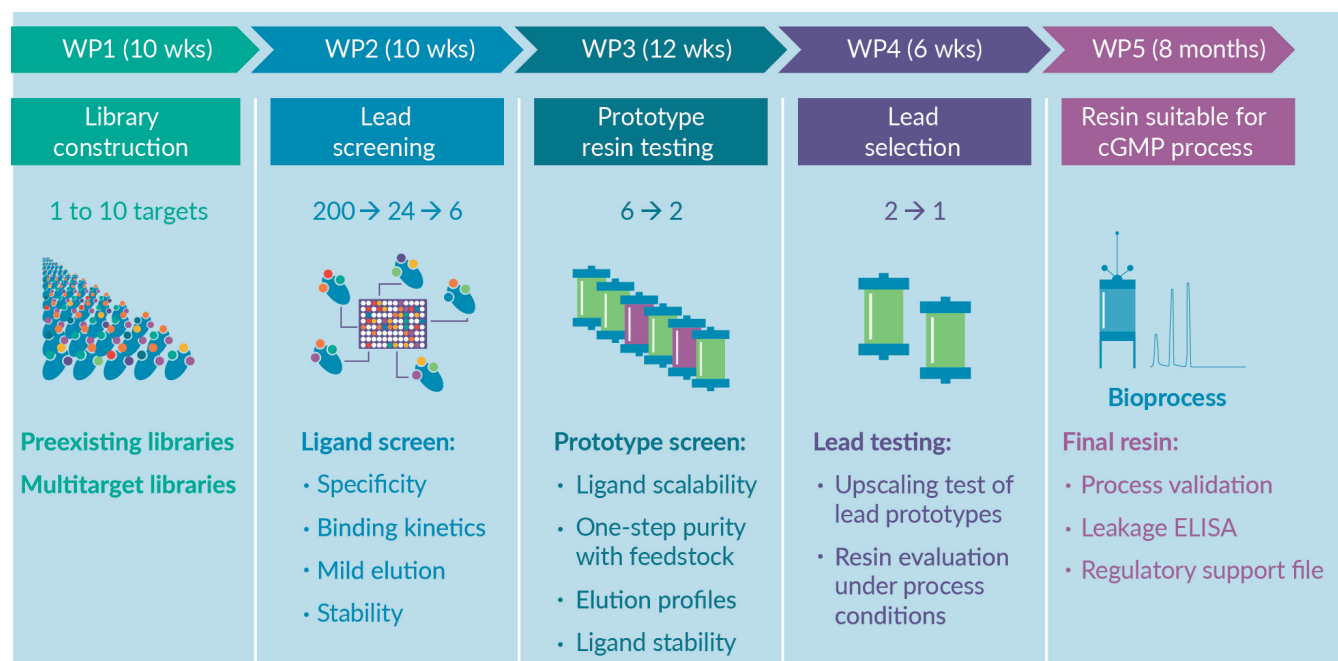 WP1 (10 wks)
WP2 (10 wks)
WP3 (12 wks)
WP4 (6 wks)
WP5 (8 months)
Library
construction
Lead
screening
Prototype
resin testing
Lead
selection
Resin suitable for
cGMP process
1 to 10 targets
200 → 24 → 6
6 → 2
2 → 1
Bioprocess
Preexisting libraries
Multitarget libraries
Ligand screen:
· Specificity
· Binding kinetics
· Mild elution
· Stability
Prototype screen:
· Ligand scalability
· One-step purity
with feedstock
· Elution profiles
· Ligand stability
Lead testing:
· Upscaling test of
lead prototypes
· Resin evaluation
under process
conditions
Final resin:
· Process validation
· Leakage ELISA
· Regulatory support file